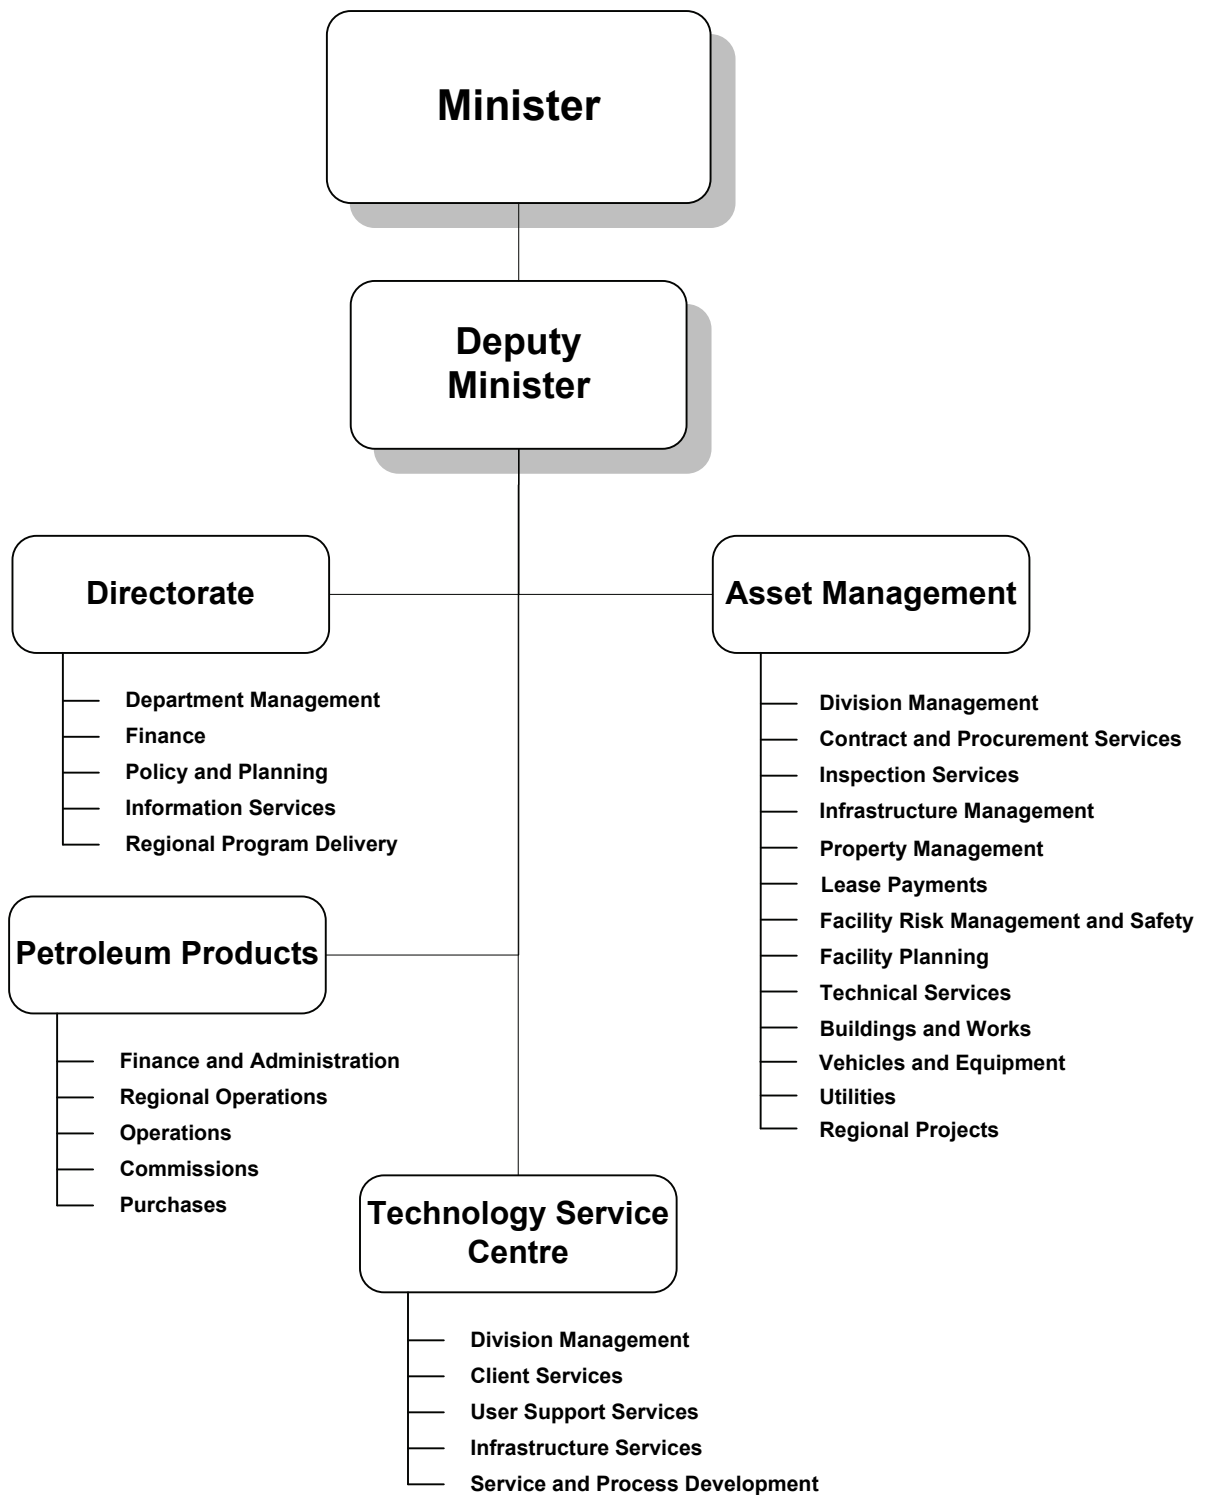 Minister
Deputy
Minister
Directorate
Department Management
Finance
Policy and Planning
Information Services
Regional Program Delivery
Asset Management
Division Management
Contract and Procurement Services
Inspection Services
Infrastructure Management
Property Management
Lease Payments
Facility Risk Management and Safety
Facility Planning
Technical Services
Buildings and Works
Vehicles and Equipment
Utilities
Regional Projects
Petroleum Products
Finance and Administration
Regional Operations
Operations
Commissions
Purchases
Technology Service
Centre
Division Management
Client Services
User Support Services
Infrastructure Services
Service and Process Development